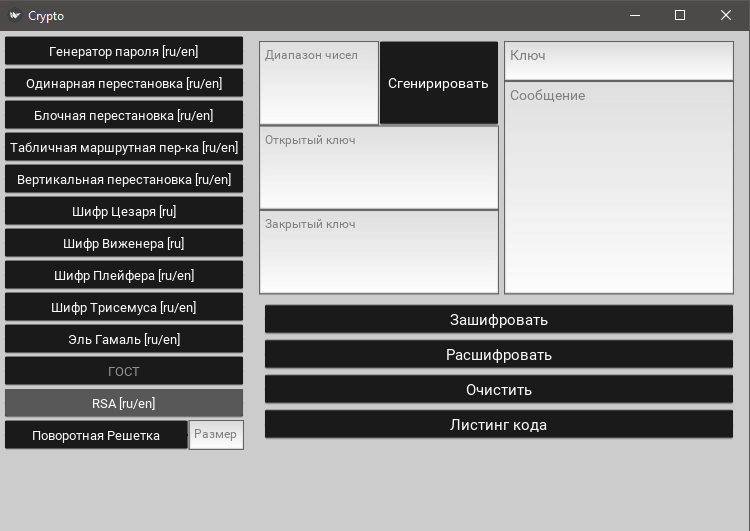 Crypto
Генератор пароля [ru/en]
Одинарная перестановка [ru/en]
Блочная перестановка [ru/en]
Табличная маршрутная пер-ка [ru/en]
Вертикальная перестановка [ru/en]
Шифр Цезаря [ru]
Шифр Виженера [ru]
Шифр Плейфера [ru/en]
Шифр Трисемуса [ru/en]
Эль Гамаль [ru/en]
ГОСТ
RSA [ru/en]
Поворотная Решетка
Размер
Диапазон чисел
Сгенирировать
Открытый ключ
Закрытый ключ
Ключ
Сообщение
Зашифровать
Расшифровать
Очистить
Листинг кода